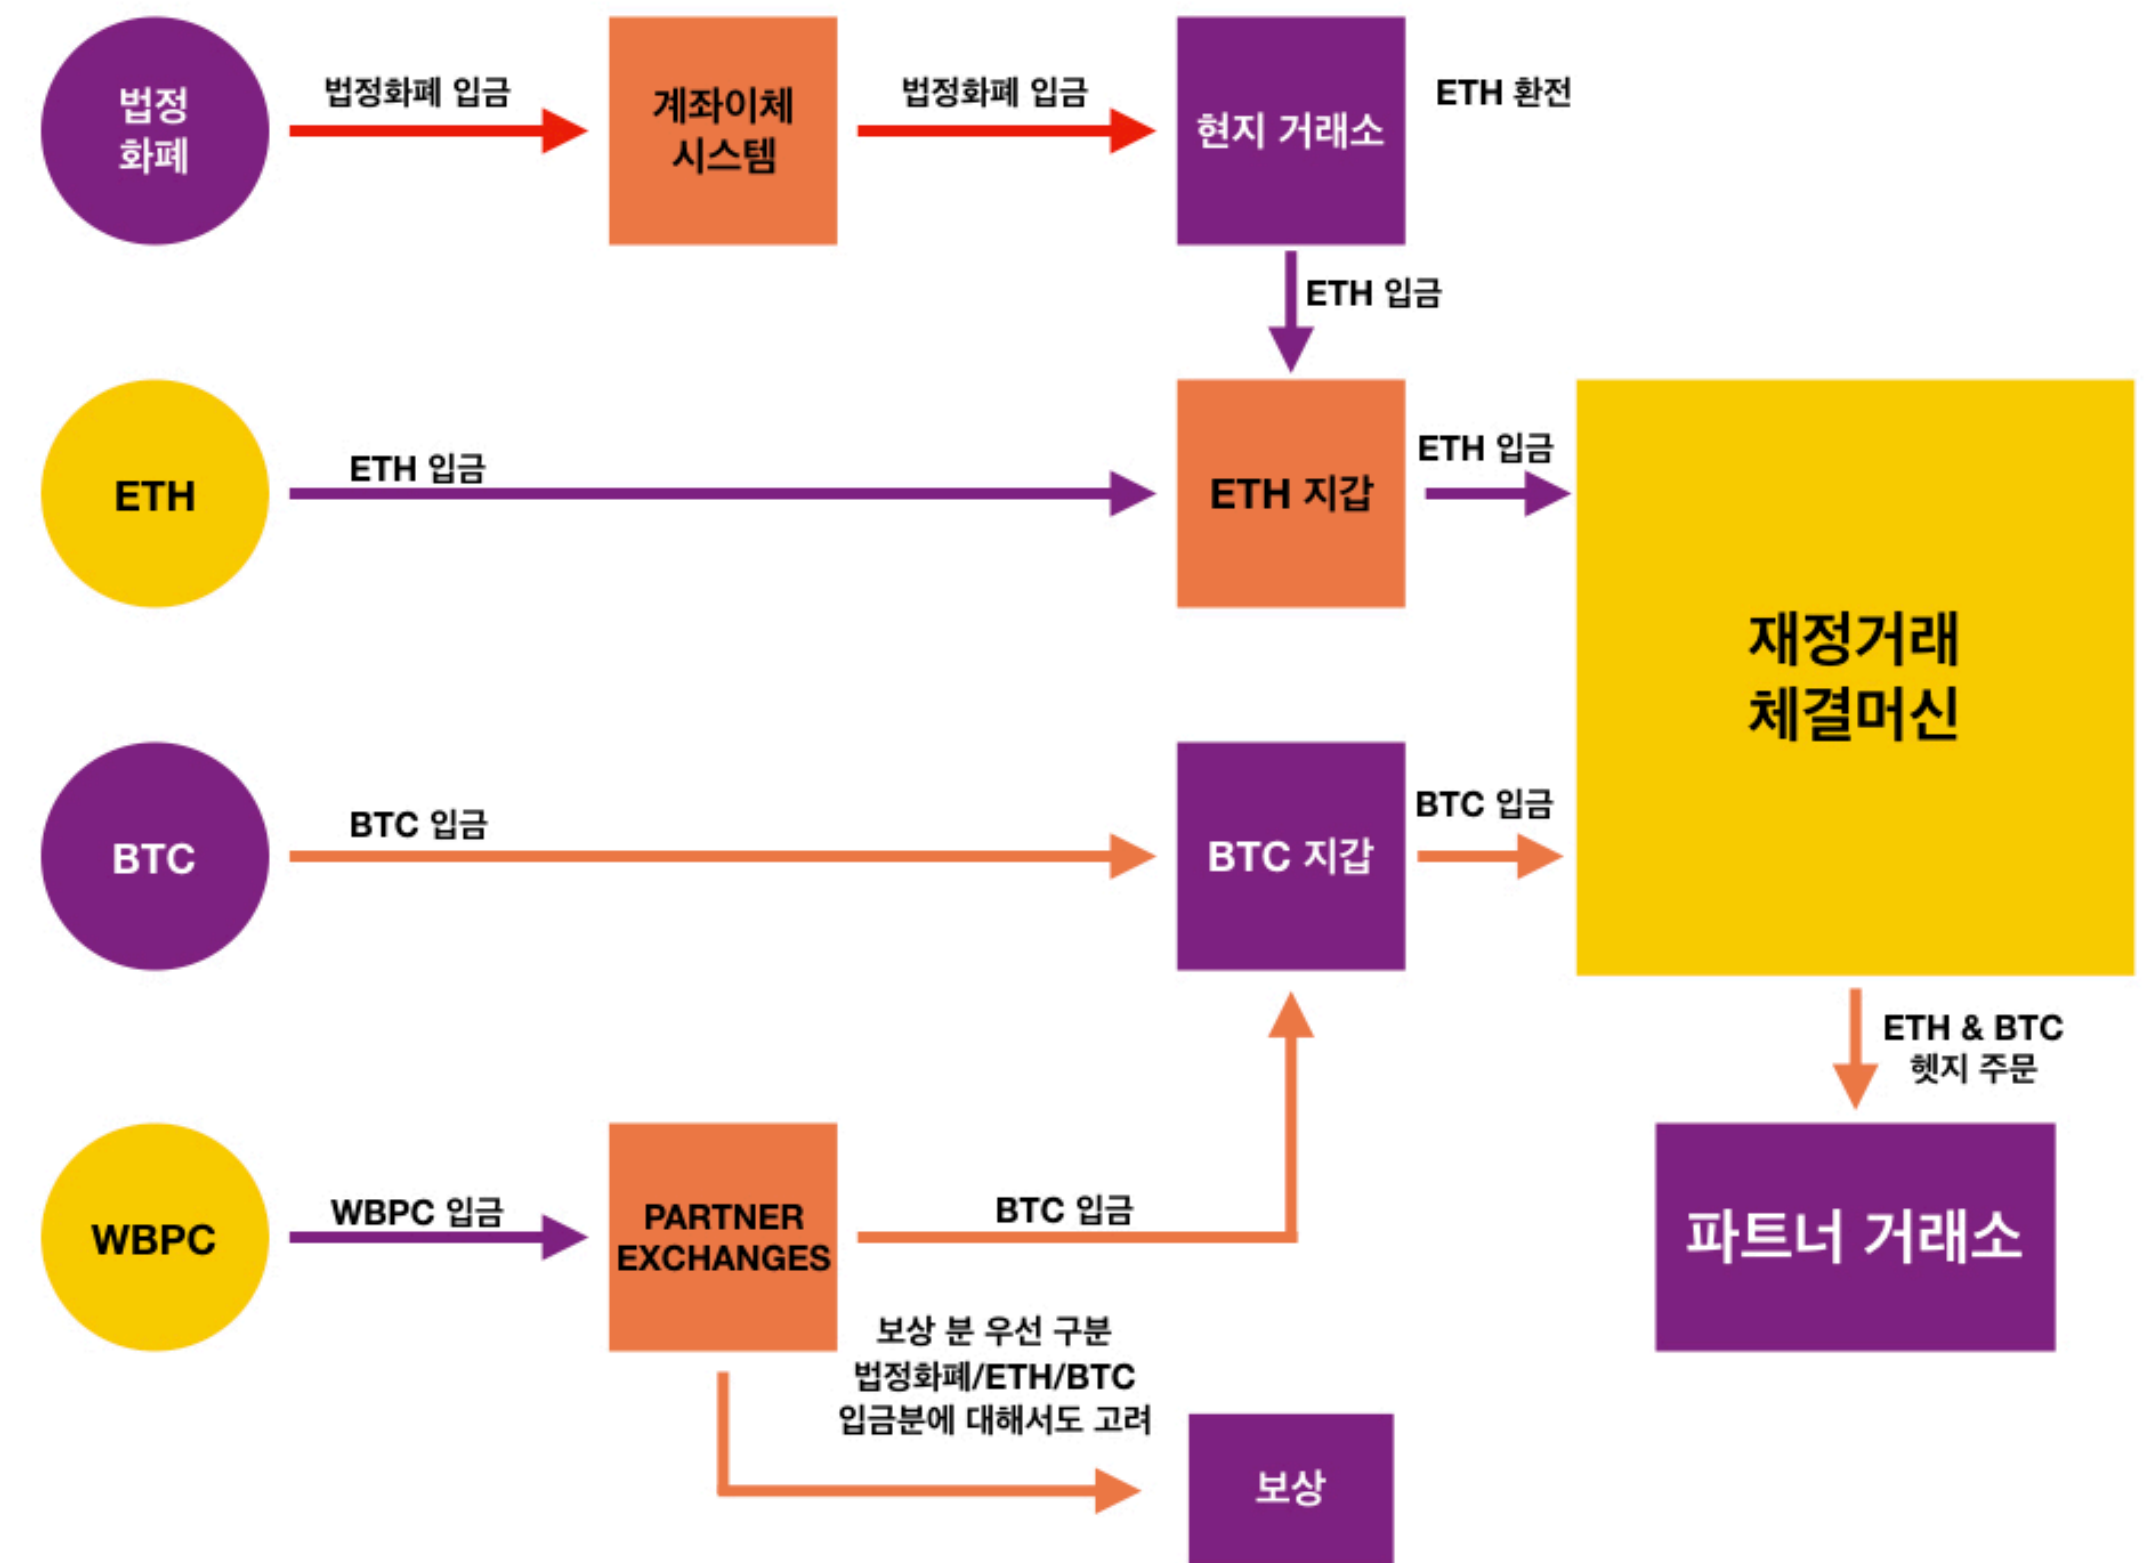 법정
화폐
법정화폐 입금
계좌이체
시스템
법정화폐 입금
현지 거래소
ETH 환전
ETH 입금
ETH
ETH 입금
ETH 지갑
ETH 입금
재정거래
체결머신
BTC
BTC 입금
BTC 지갑
BTC 입금
ETH & BTC
헷지 주문
WBPC
WBPC 입금
PARTNER
EXCHANGES
BTC 입금
파트너 거래소
보상 분 우선 구분
법정화폐/ETH/BTC
입금분에 대해서도 고려
보상